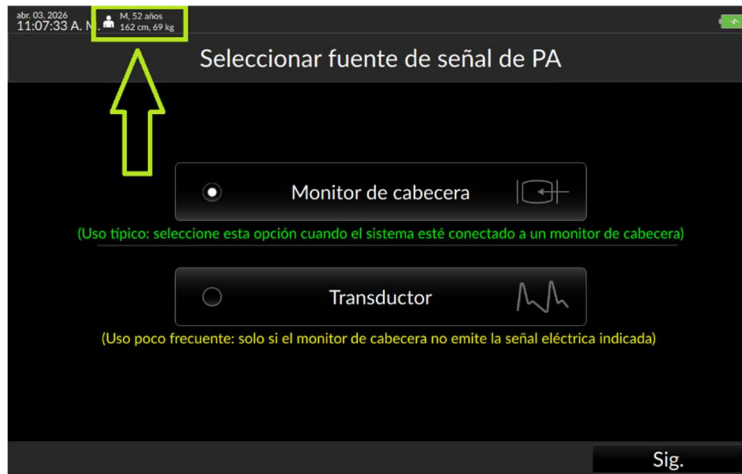 abr. 03, 2026
11:07:33 A. M.
M, 52 años
162 cm, 69 kg
Seleccionar fuente de señal de PA
Monitor de cabecera
(Uso típico: seleccione esta opción cuando el sistema esté conectado a un monitor de cabecera)
Transductor
(Uso poco frecuente: solo si el monitor de cabecera no emite la señal eléctrica indicada)
Sig.